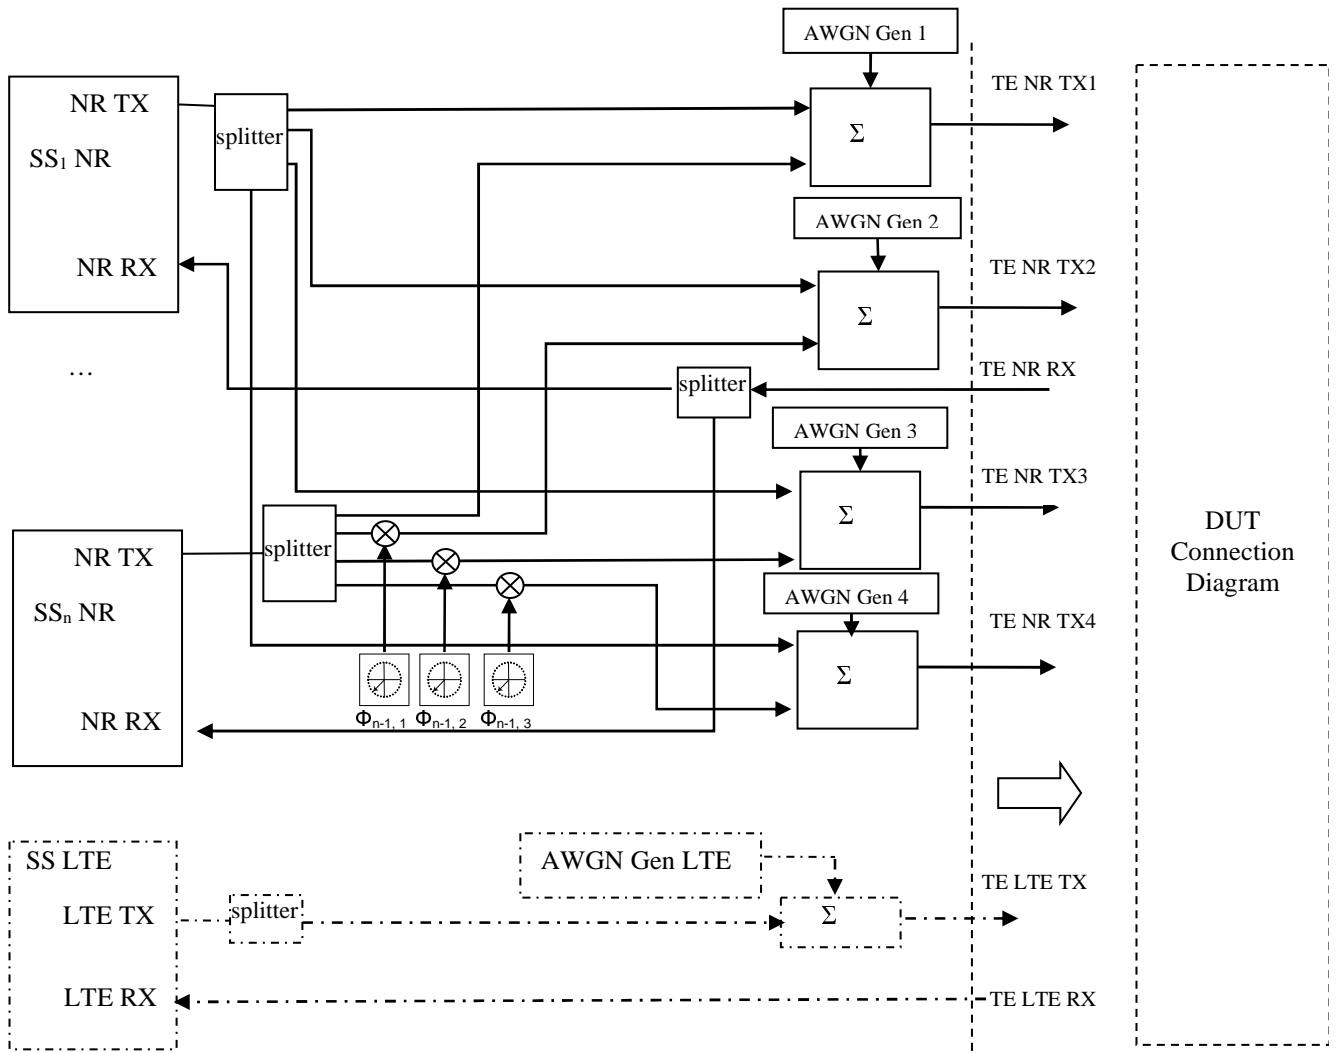 AWGN Gen 1
TE NR TX1
NR TX
splitter
Σ
SS1 NR
AWGN Gen 2
NR RX
TE NR TX2
Σ
...
TE NR RX
splitter
AWGN Gen 3
TE NR TX3
Σ
DUT
Connection
Diagram
NR TX
splitter
SSn NR
AWGN Gen 4
TE NR TX4
Σ
NR RX
Φn-1, 1
Φn-1, 2
Φn-1, 3
SS LTE
AWGN Gen LTE
TE LTE TX
LTE TX
splitter
Σ
LTE RX
TE LTE RX